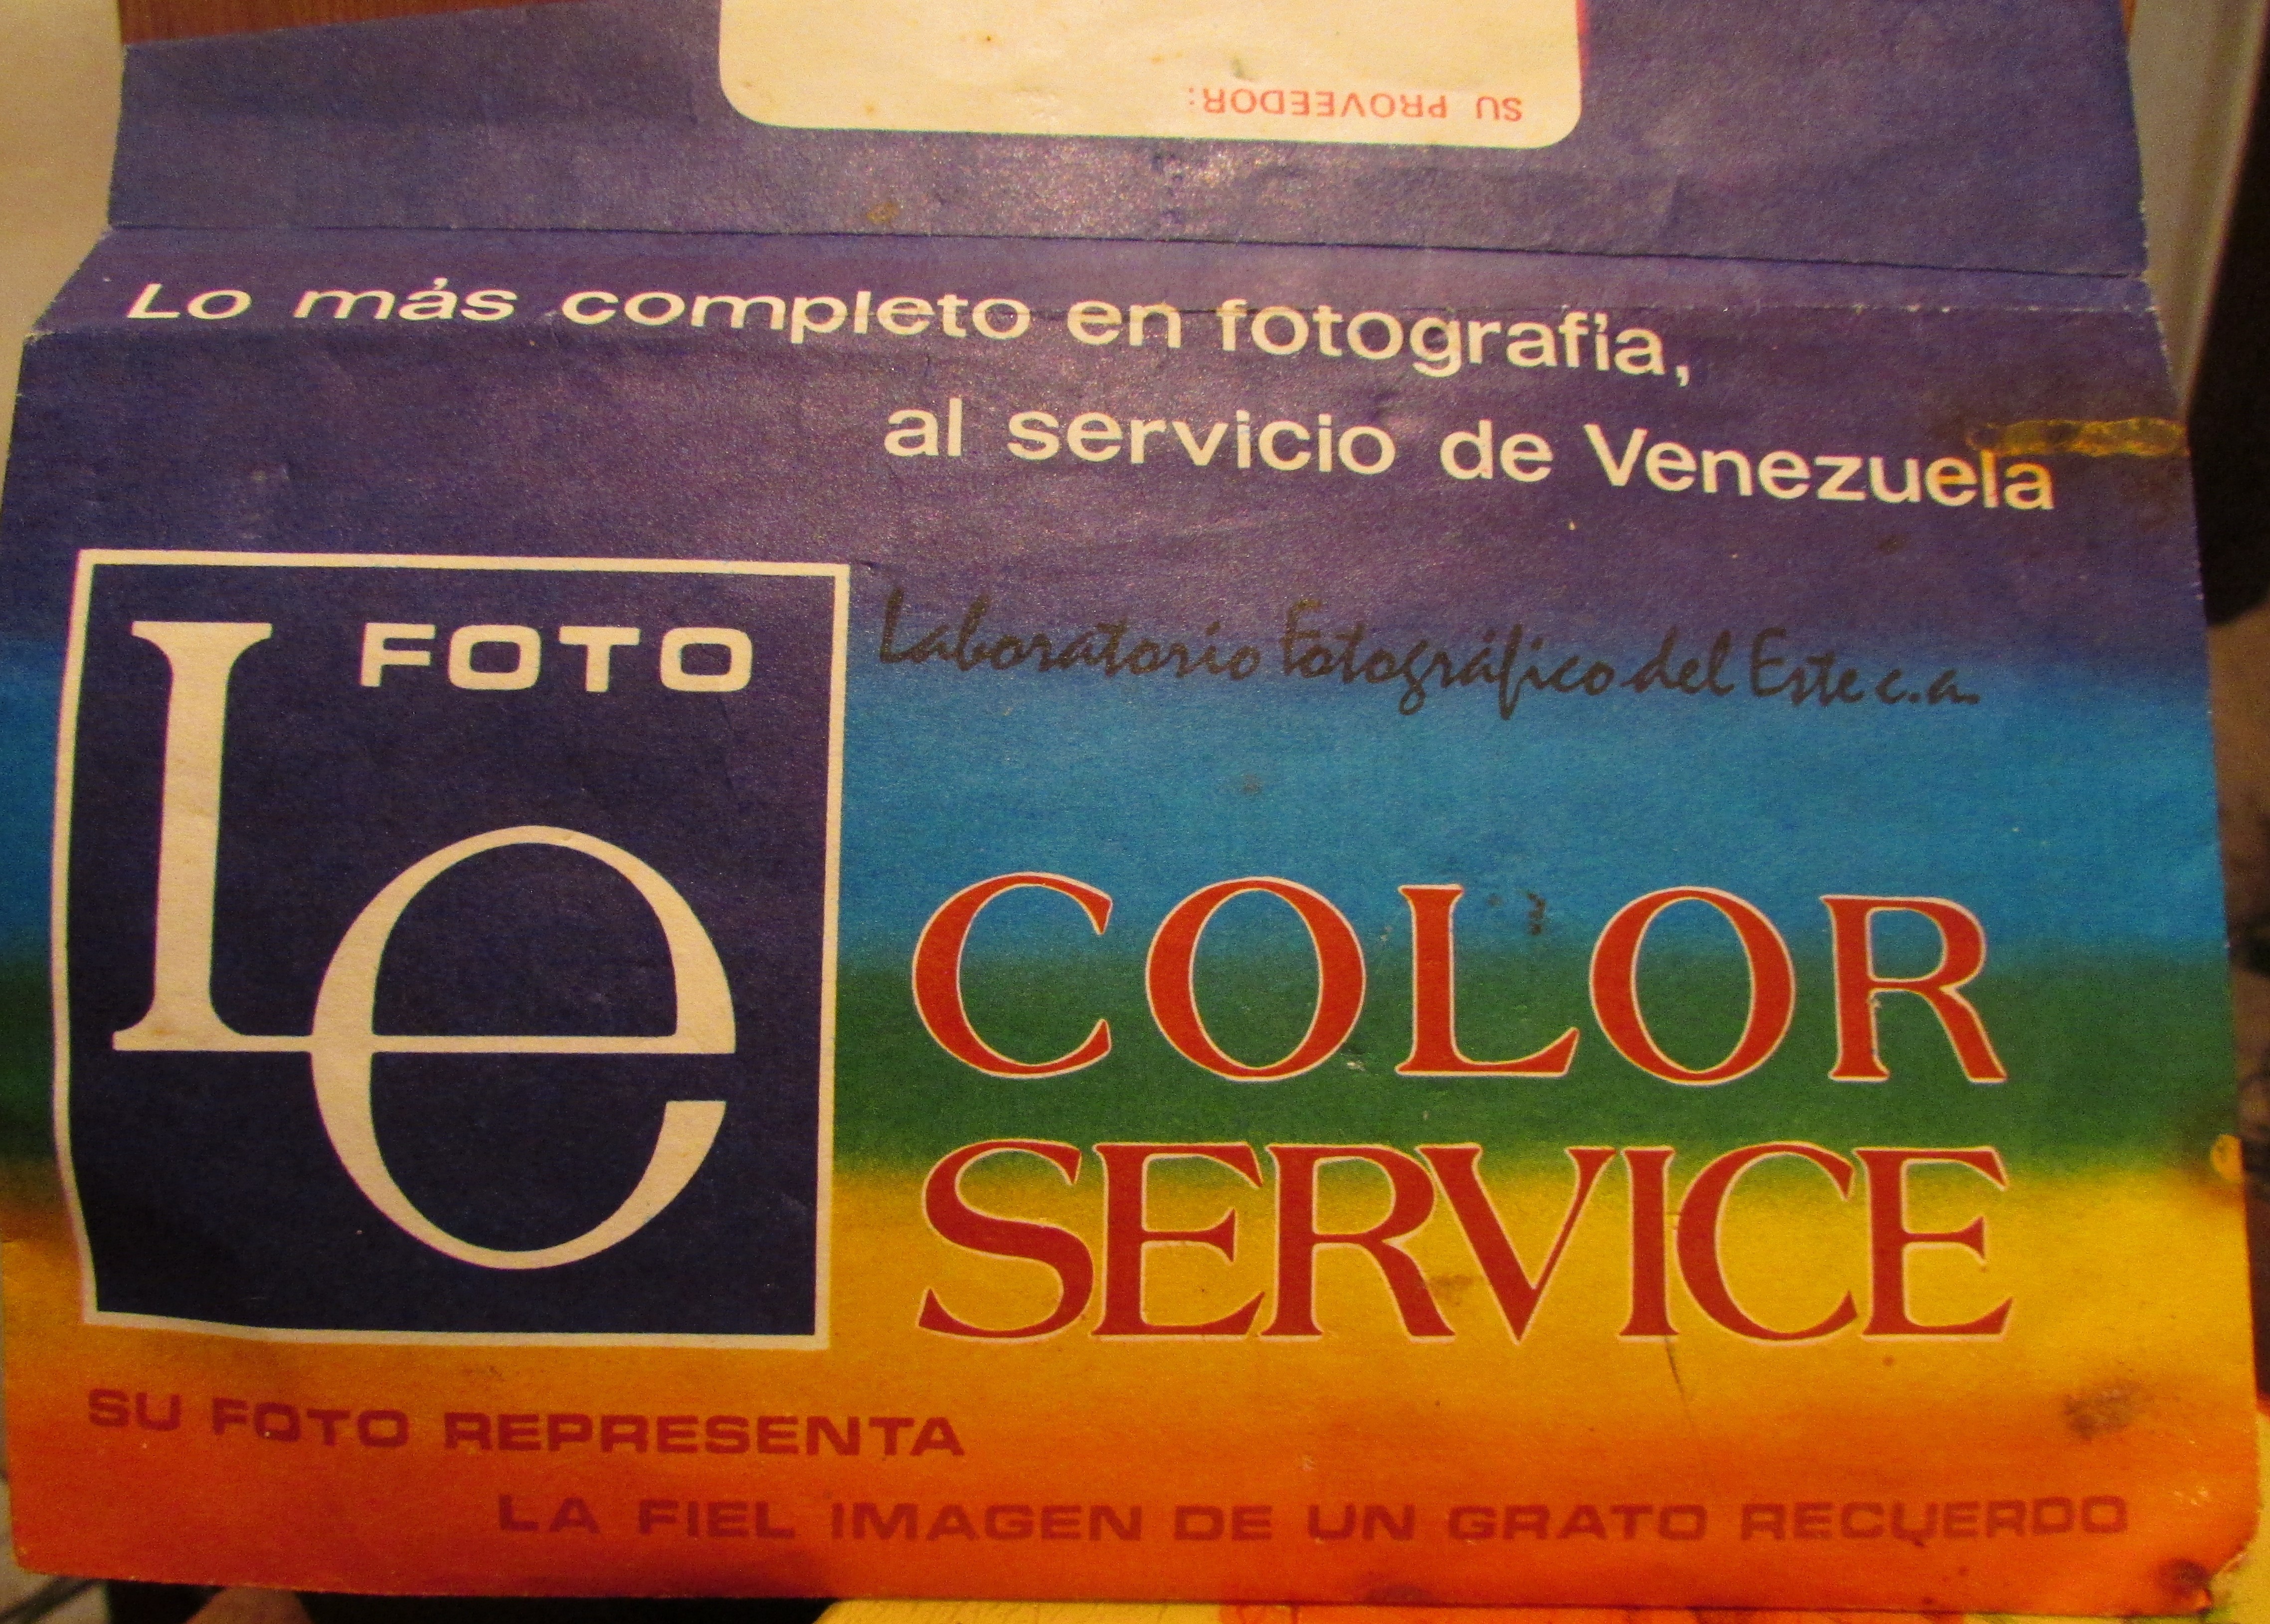 SU PROVEEDOR:
Lo más completo en fotografía,
al servicio de Venezuela
FOTO
Le
Laboratorio Fotográfico del Este c.a.
COLOR
SERVICE
SU FOTO REPRESENTA
LA FIEL IMAGEN DE UN GRATO RECUERDO